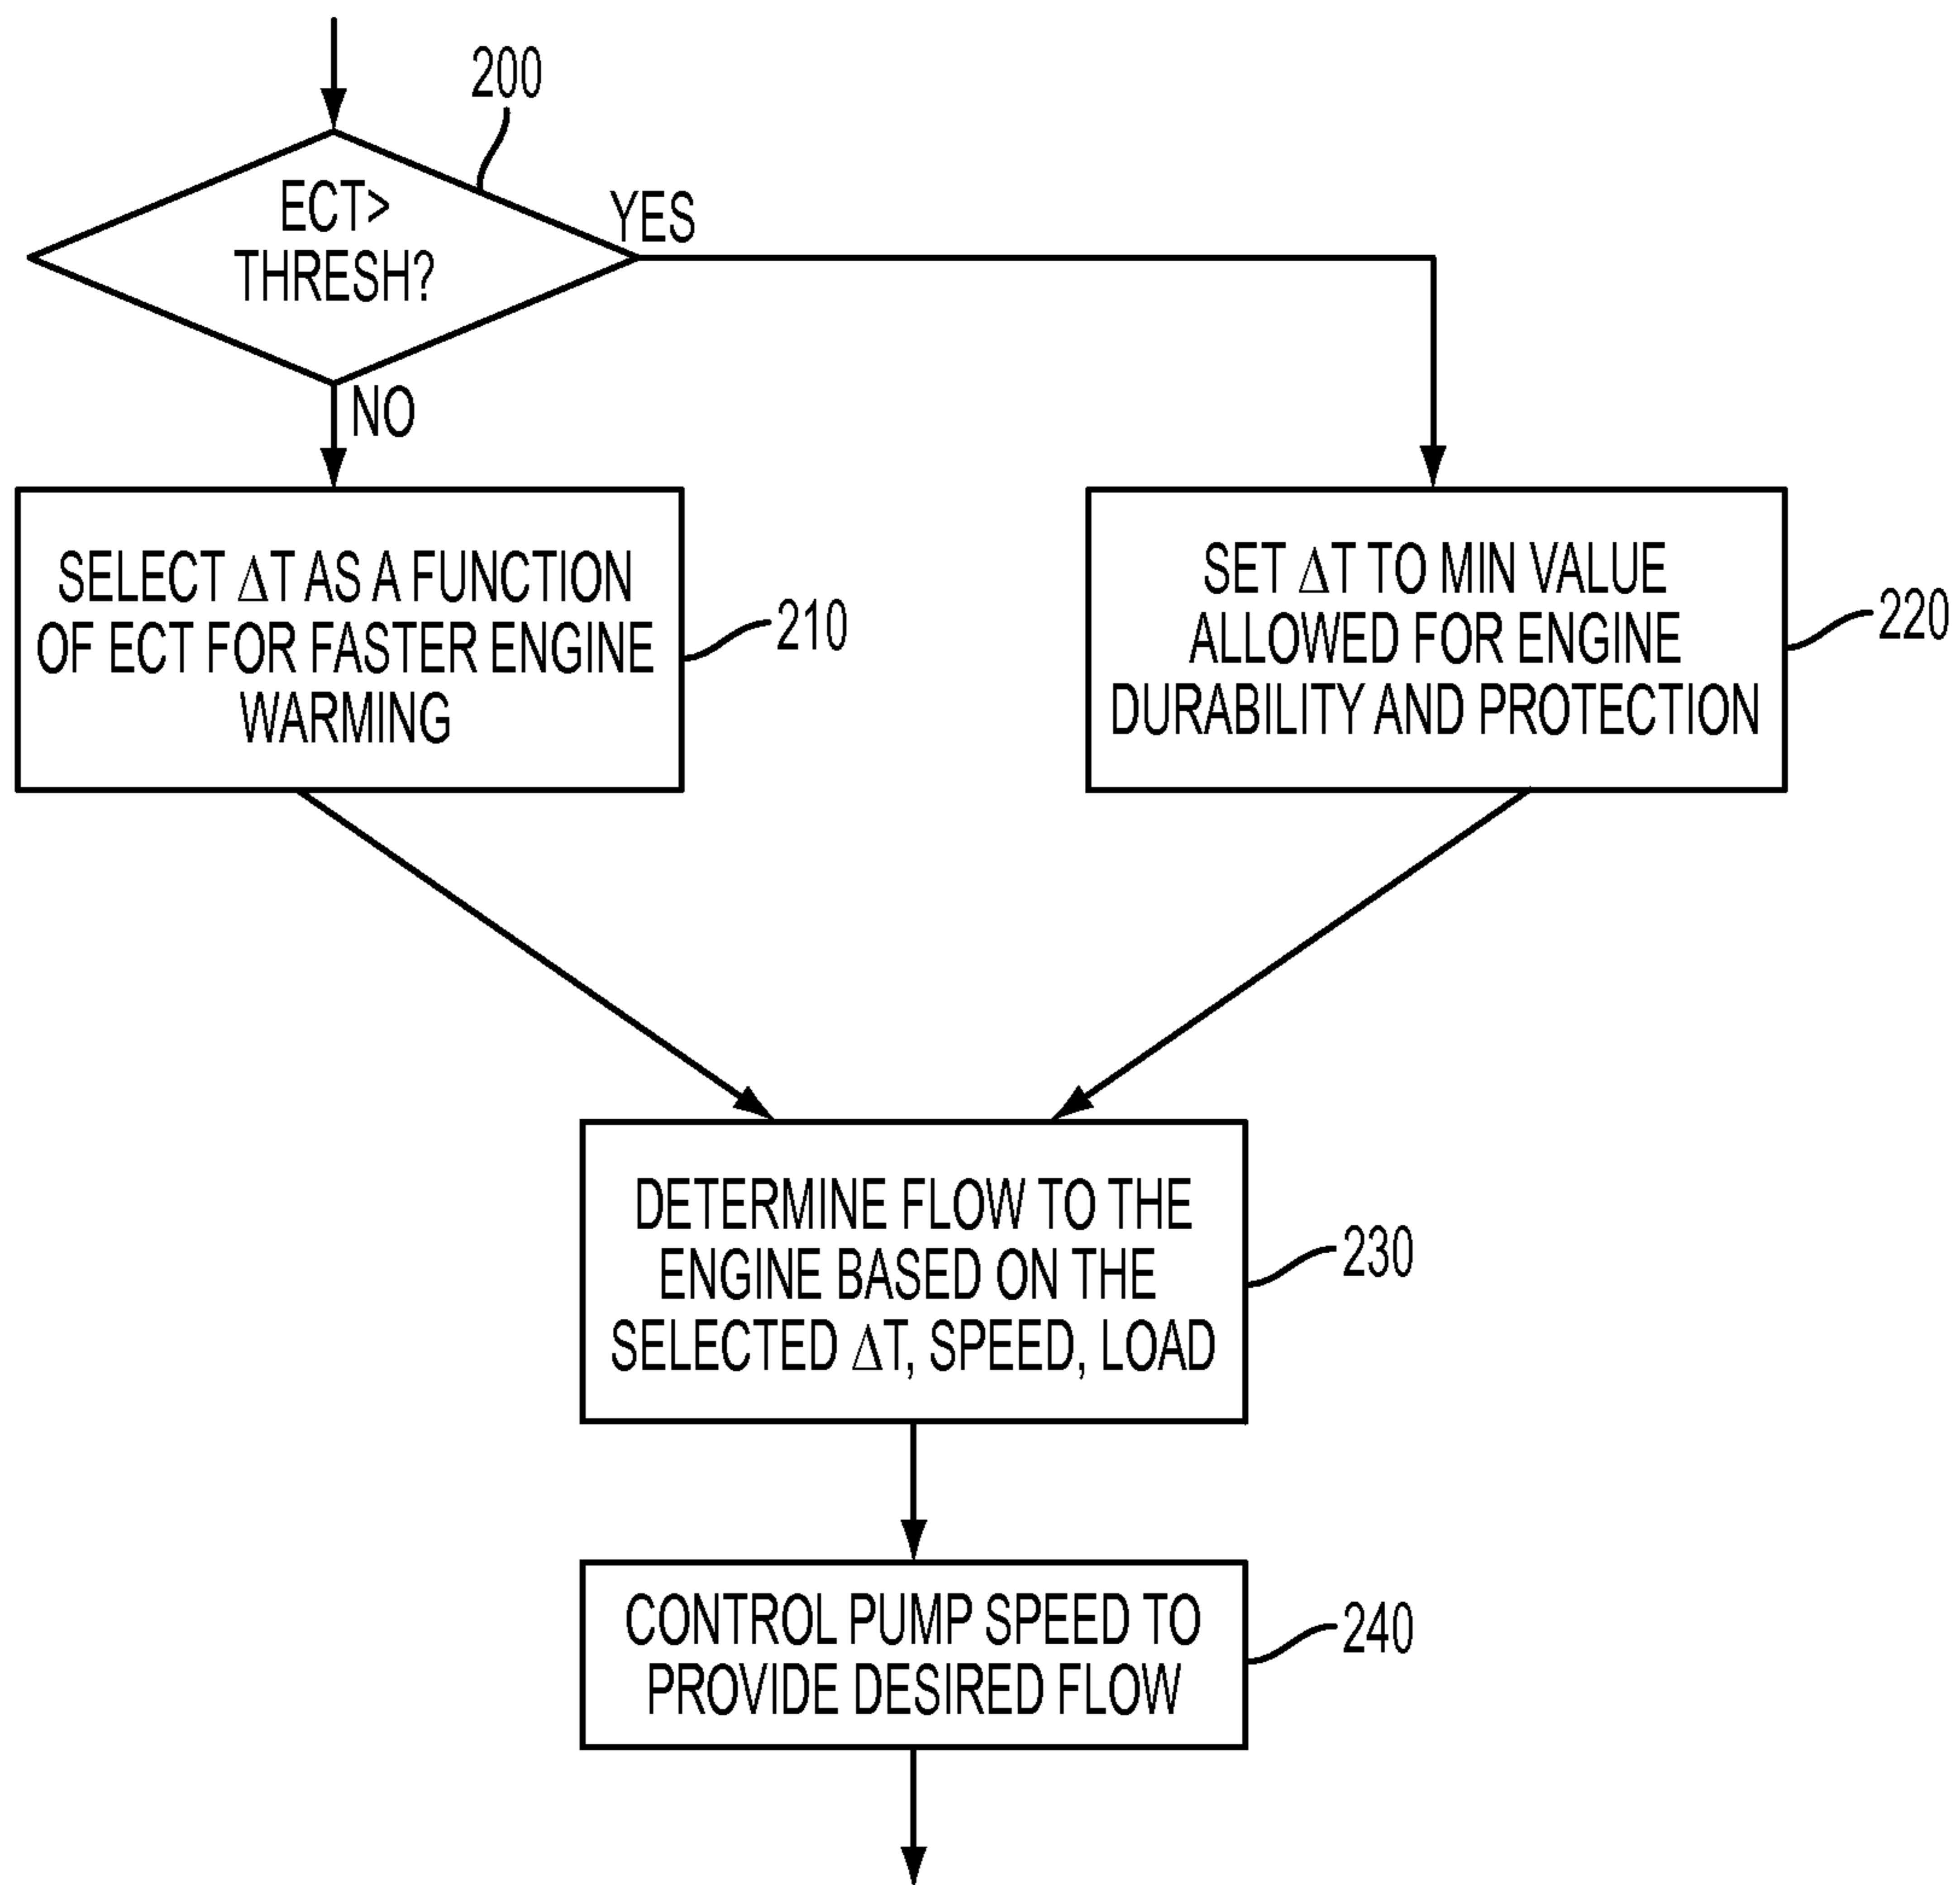 200
ECT>
THRESH?
YES
NO
SELECT ΔT AS A FUNCTION
OF ECT FOR FASTER ENGINE
WARMING
210
SET ΔT TO MIN VALUE
ALLOWED FOR ENGINE
DURABILITY AND PROTECTION
220
DETERMINE FLOW TO THE
ENGINE BASED ON THE
SELECTED ΔT, SPEED, LOAD
230
CONTROL PUMP SPEED TO
PROVIDE DESIRED FLOW
240